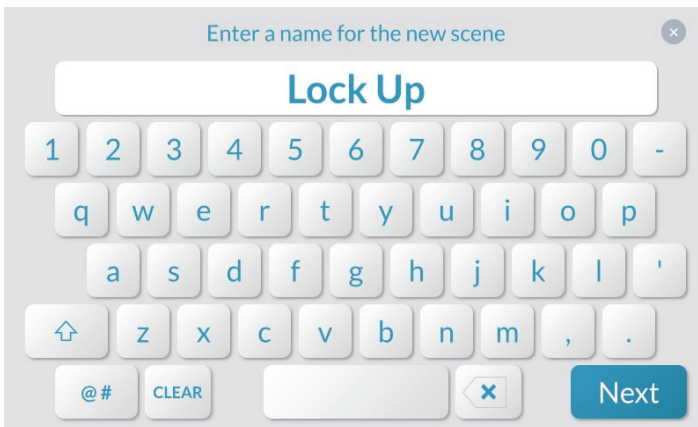 Enter a name for the new scene
Lock Up
1 2 3 4 5 6 7 8 9 0 -
q w e r t y u i o p
a s d f g h j k l '
z x c v b n m , .
@# CLEAR Next